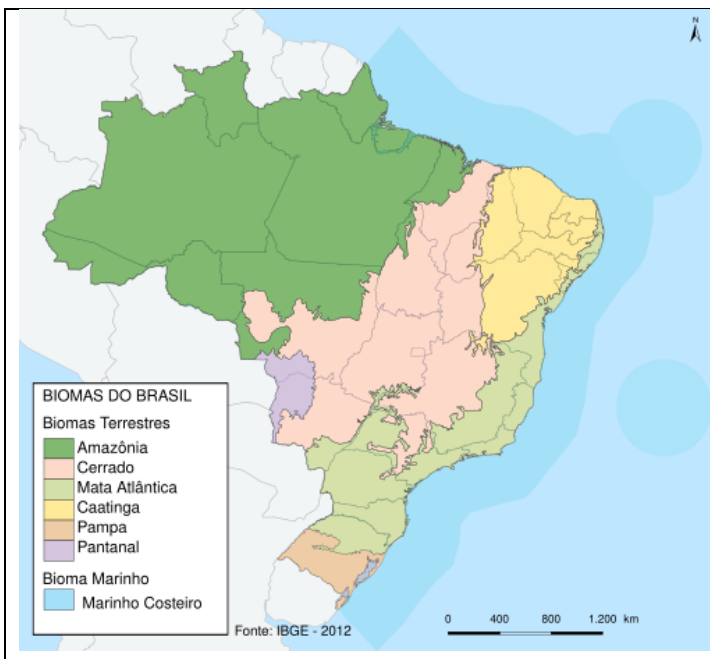 N
BIOMAS DO BRASIL
Biomas Terrestres
Amazônia
Cerrado
Mata Atlântica
Caatinga
Pampa
Pantanal
Bioma Marinho
Marinho Costeiro
Fonte: IBGE - 2012
0 400 800 1.200 km